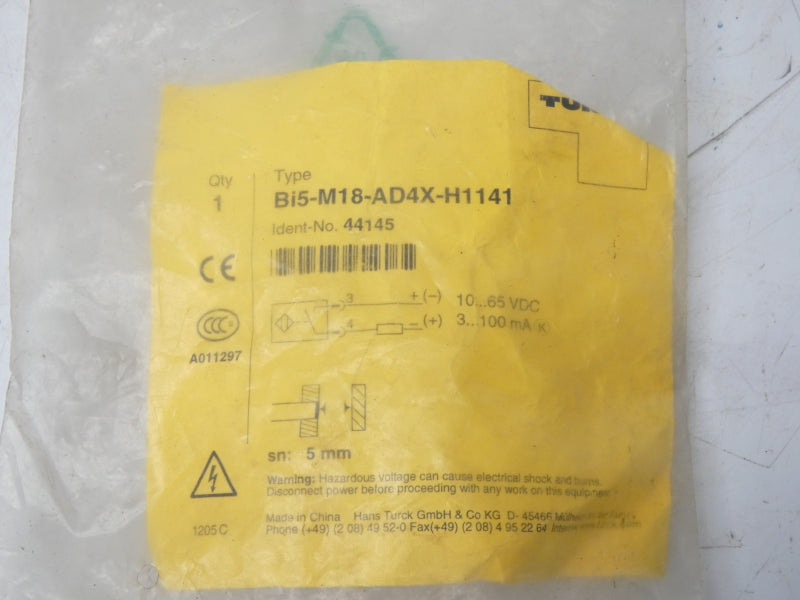 Qty
1
Type
Bi5-M18-AD4X-H1141
Ident-No. 44145
CE
CCC
A011297
3 +(−) 10...65 VDC
4 −(+) 3...100 mA K
sn: 5 mm
Warning: Hazardous voltage can cause electrical shock and burns.
Disconnect power before proceeding with any work on this equipment
1205 C
Made in China Hans Turck GmbH & Co KG D- 45466
Phone (+49) (2 08) 49 52-0 Fax(+49) (2 08) 4 95 22 64